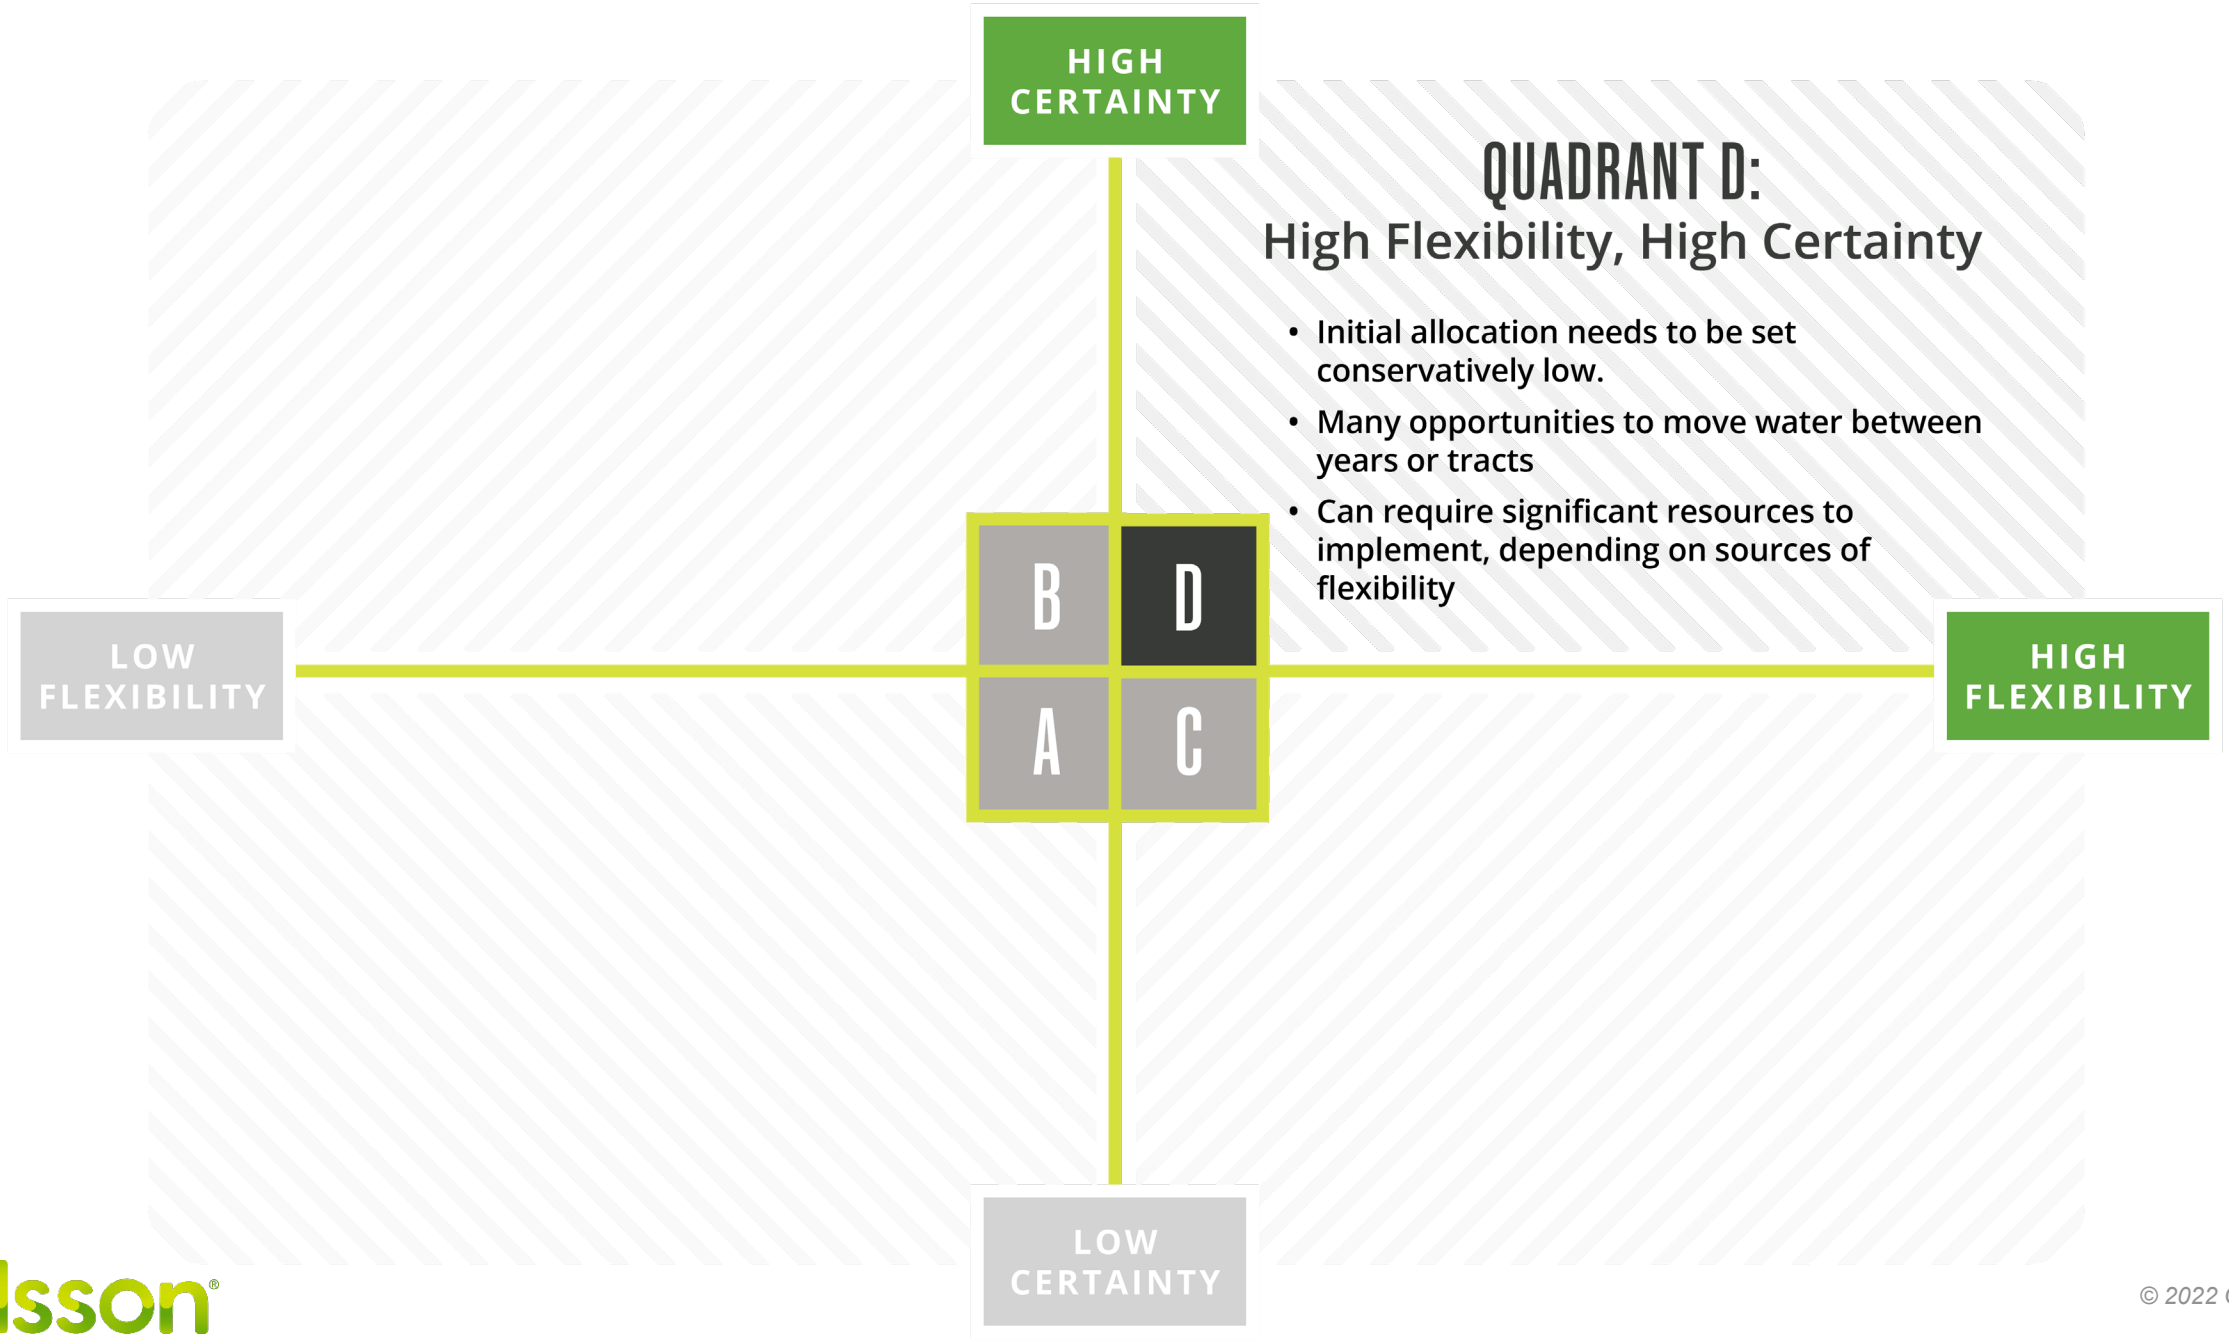 HIGH
CERTAINTY
QUADRANT D:
High Flexibility, High Certainty
• Initial allocation needs to be set
conservatively low.
• Many opportunities to move water between
years or tracts
• Can require significant resources to
implement, depending on sources of
flexibility
B
D
LOW
FLEXIBILITY
HIGH
FLEXIBILITY
A
C
LOW
CERTAINTY
lsson®
© 2022